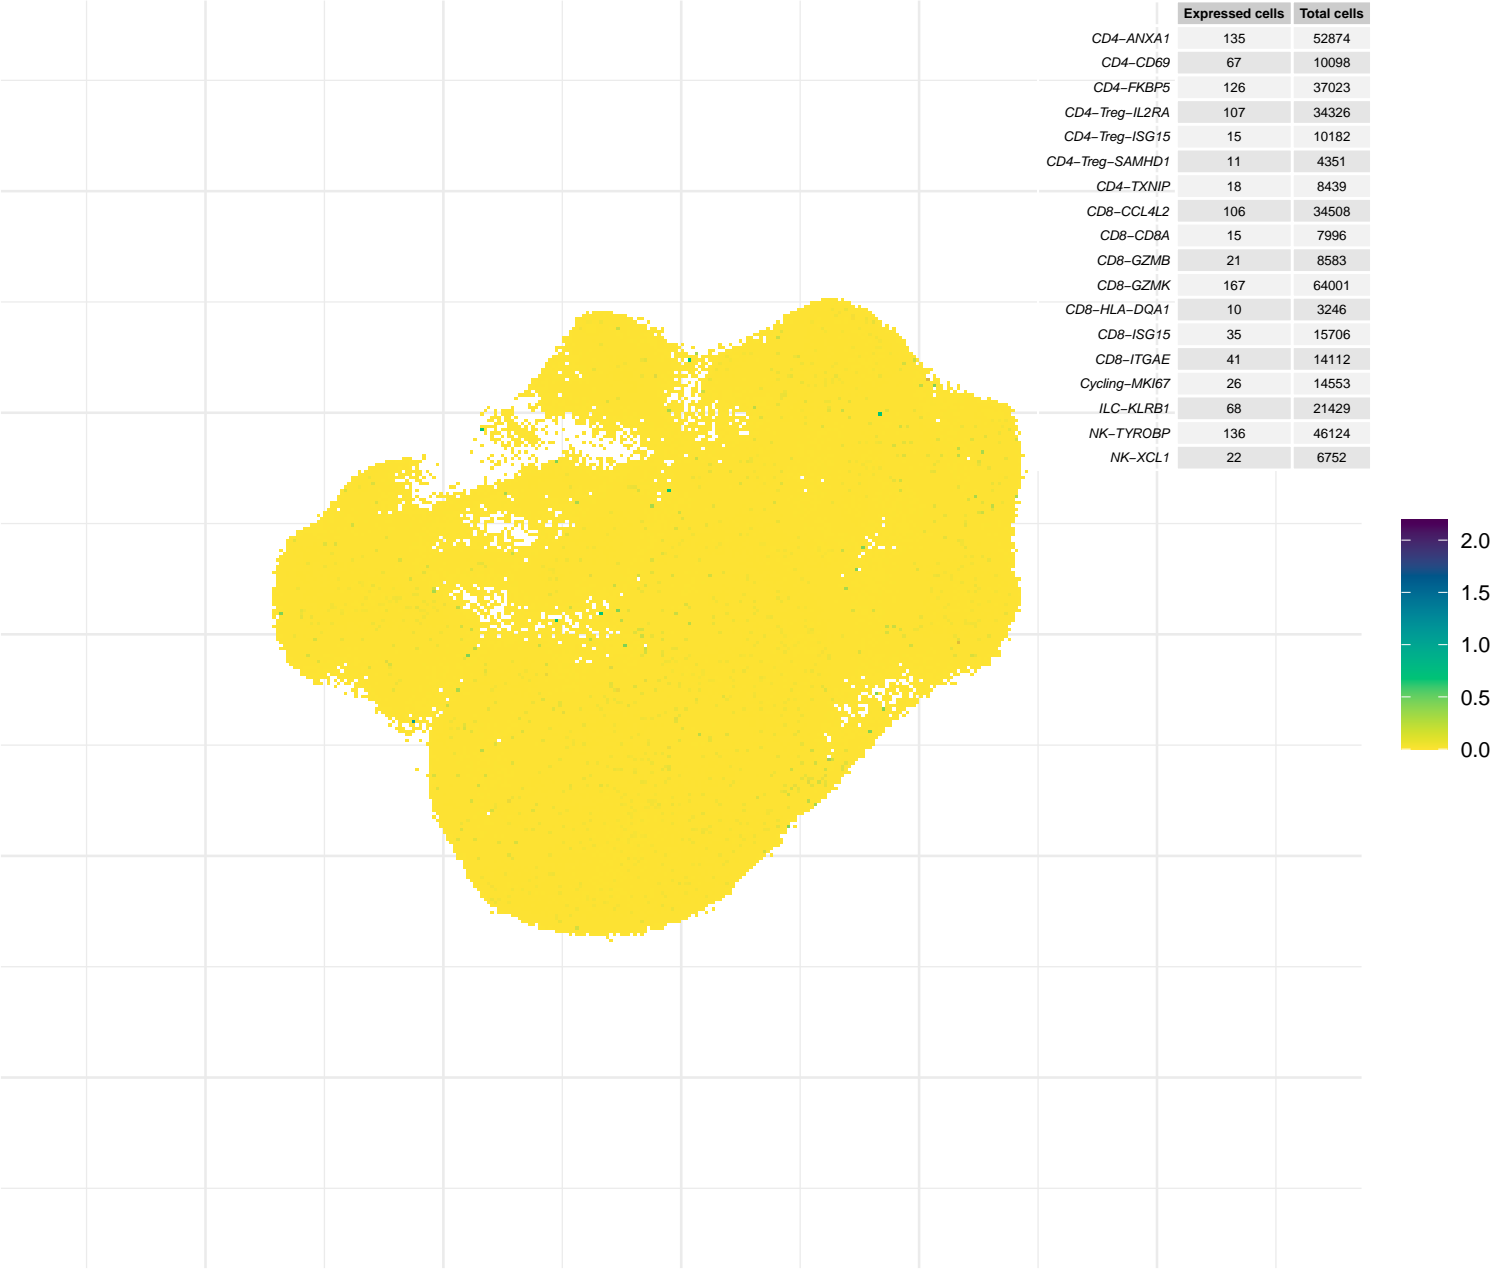 Expressed cells Total cells
CD4−ANXA1 135 52874
CD4−CD69 67 10098
CD4−FKBP5 126 37023
CD4−Treg−IL2RA 107 34326
CD4−Treg−ISG15 15 10182
CD4−Treg−SAMHD1 11 4351
CD4−TXNIP 18 8439
CD8−CCL4L2 106 34508
CD8−CD8A 15 7996
CD8−GZMB 21 8583
CD8−GZMK 167 64001
CD8−HLA−DQA1 10 3246
CD8−ISG15 35 15706
CD8−ITGAE 41 14112
Cycling−MKI67 26 14553
ILC−KLRB1 68 21429
NK−TYROBP 136 46124
NK−XCL1 22 6752
2.0
1.5
1.0
0.5
0.0